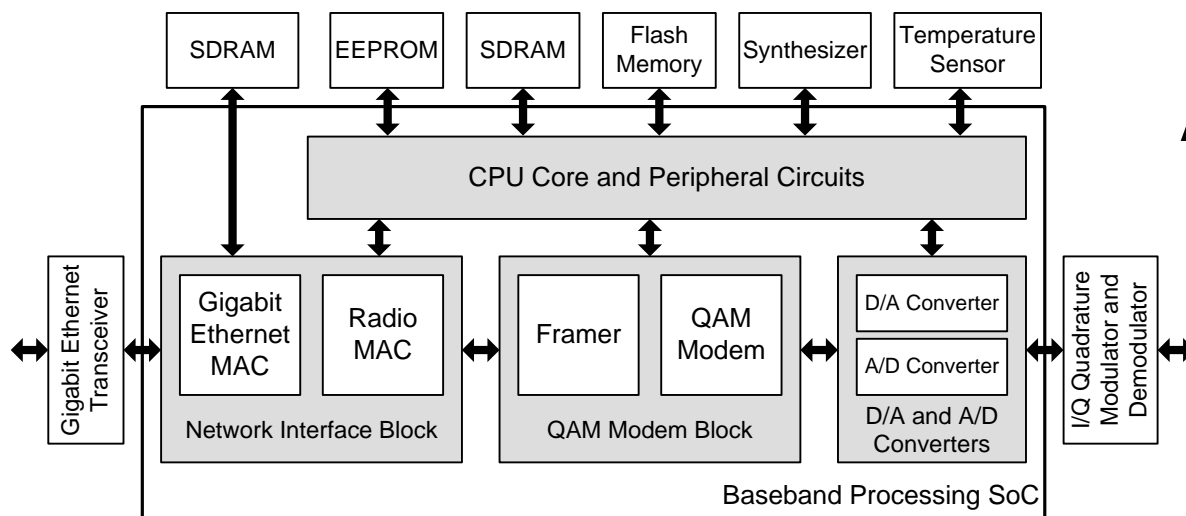 SDRAM
EEPROM
SDRAM
Flash
Memory
Synthesizer
Temperature
Sensor
CPU Core and Peripheral Circuits
Gigabit Ethernet
Transceiver
Gigabit
Ethernet
MAC
Radio
MAC
Network Interface Block
Framer
QAM
Modem
QAM Modem Block
D/A Converter
A/D Converter
D/A and A/D
Converters
I/Q Quadrature
Modulator and
Demodulator
Baseband Processing SoC